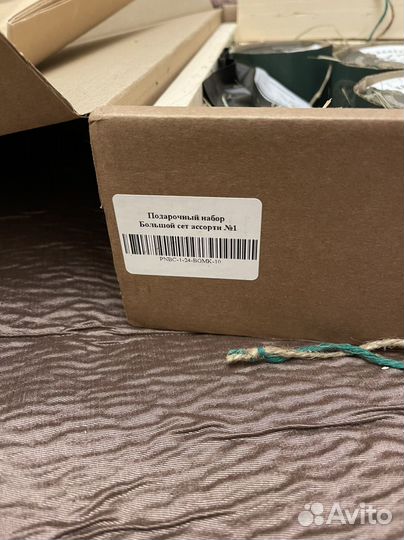 Подарочный набор
Большой сет ассорти №1
PNBC-1-24-BOMK-10
Avito